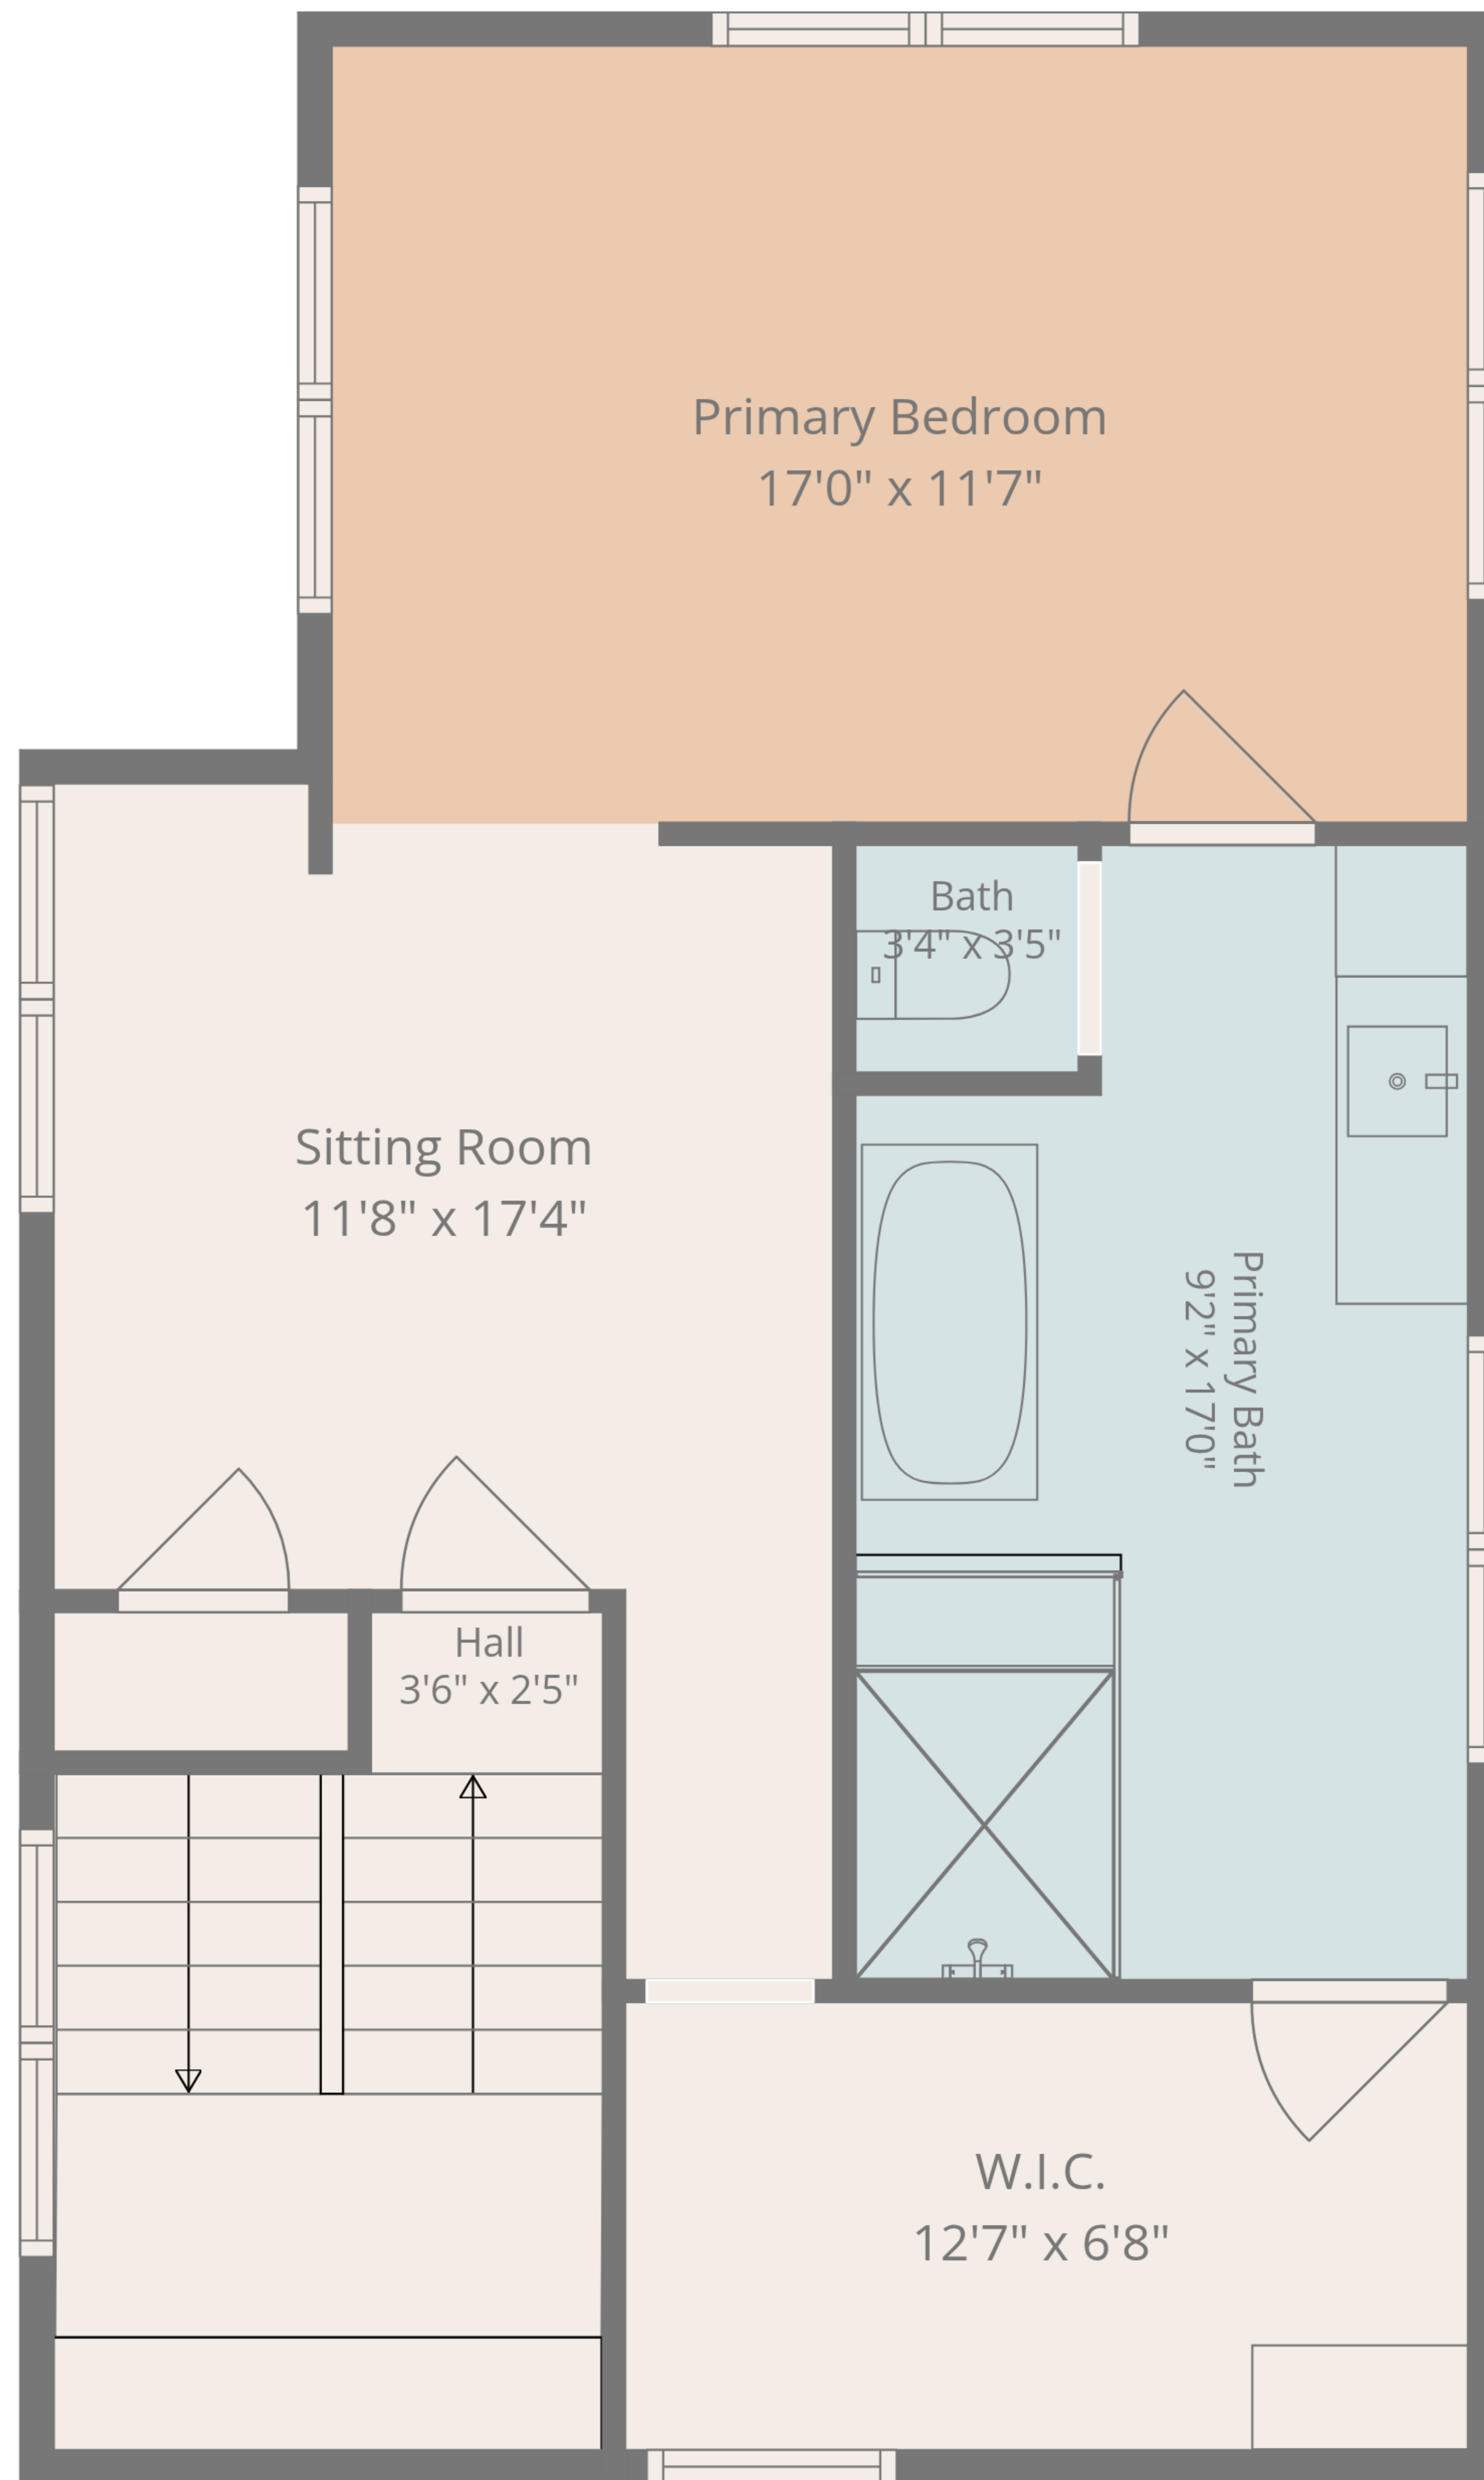 Primary Bedroom
17'0" x 11'7"
Bath
3'4" x 3'5"
Sitting Room
11'8" x 17'4"
Primary Bath
9'2" x 17'0"
Hall
3'6" x 2'5"
W.I.C.
12'7" x 6'8"